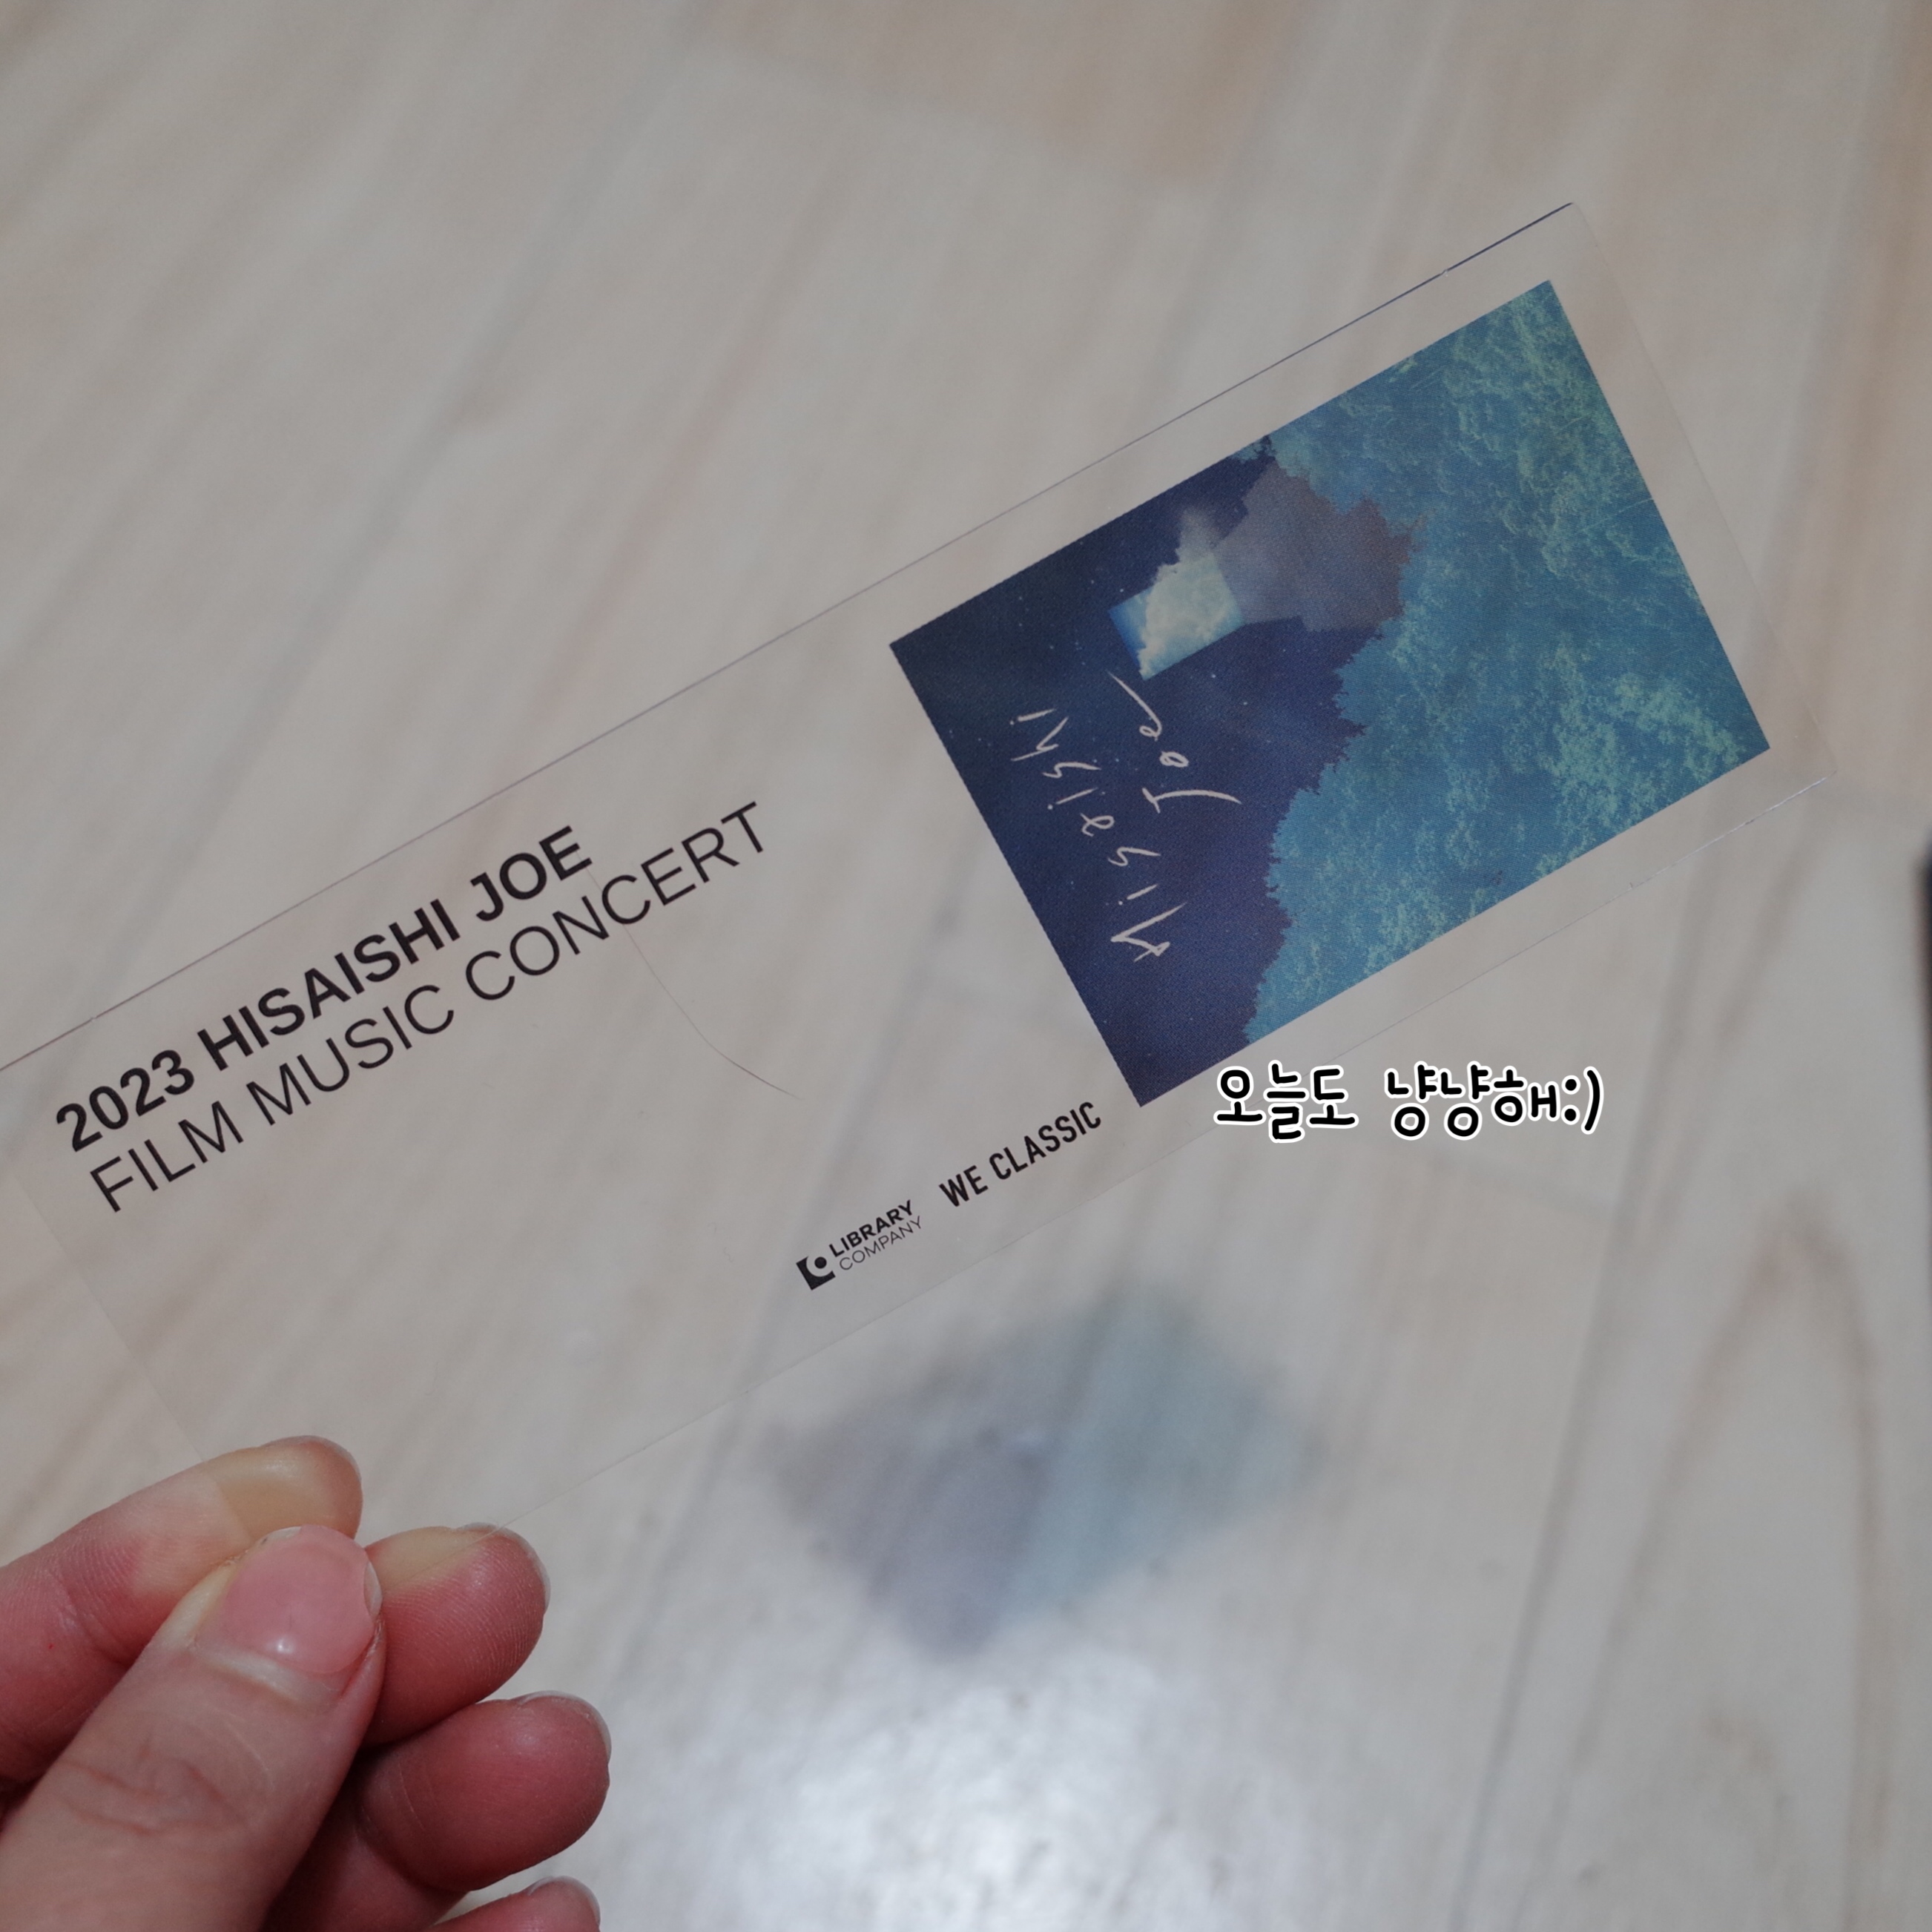 2023 HISAISHI JOE
FILM MUSIC CONCERT
LIBRARY
COMPANY
WE CLASSIC
Hisaishi
Joe
오늘도 냥냥해:)